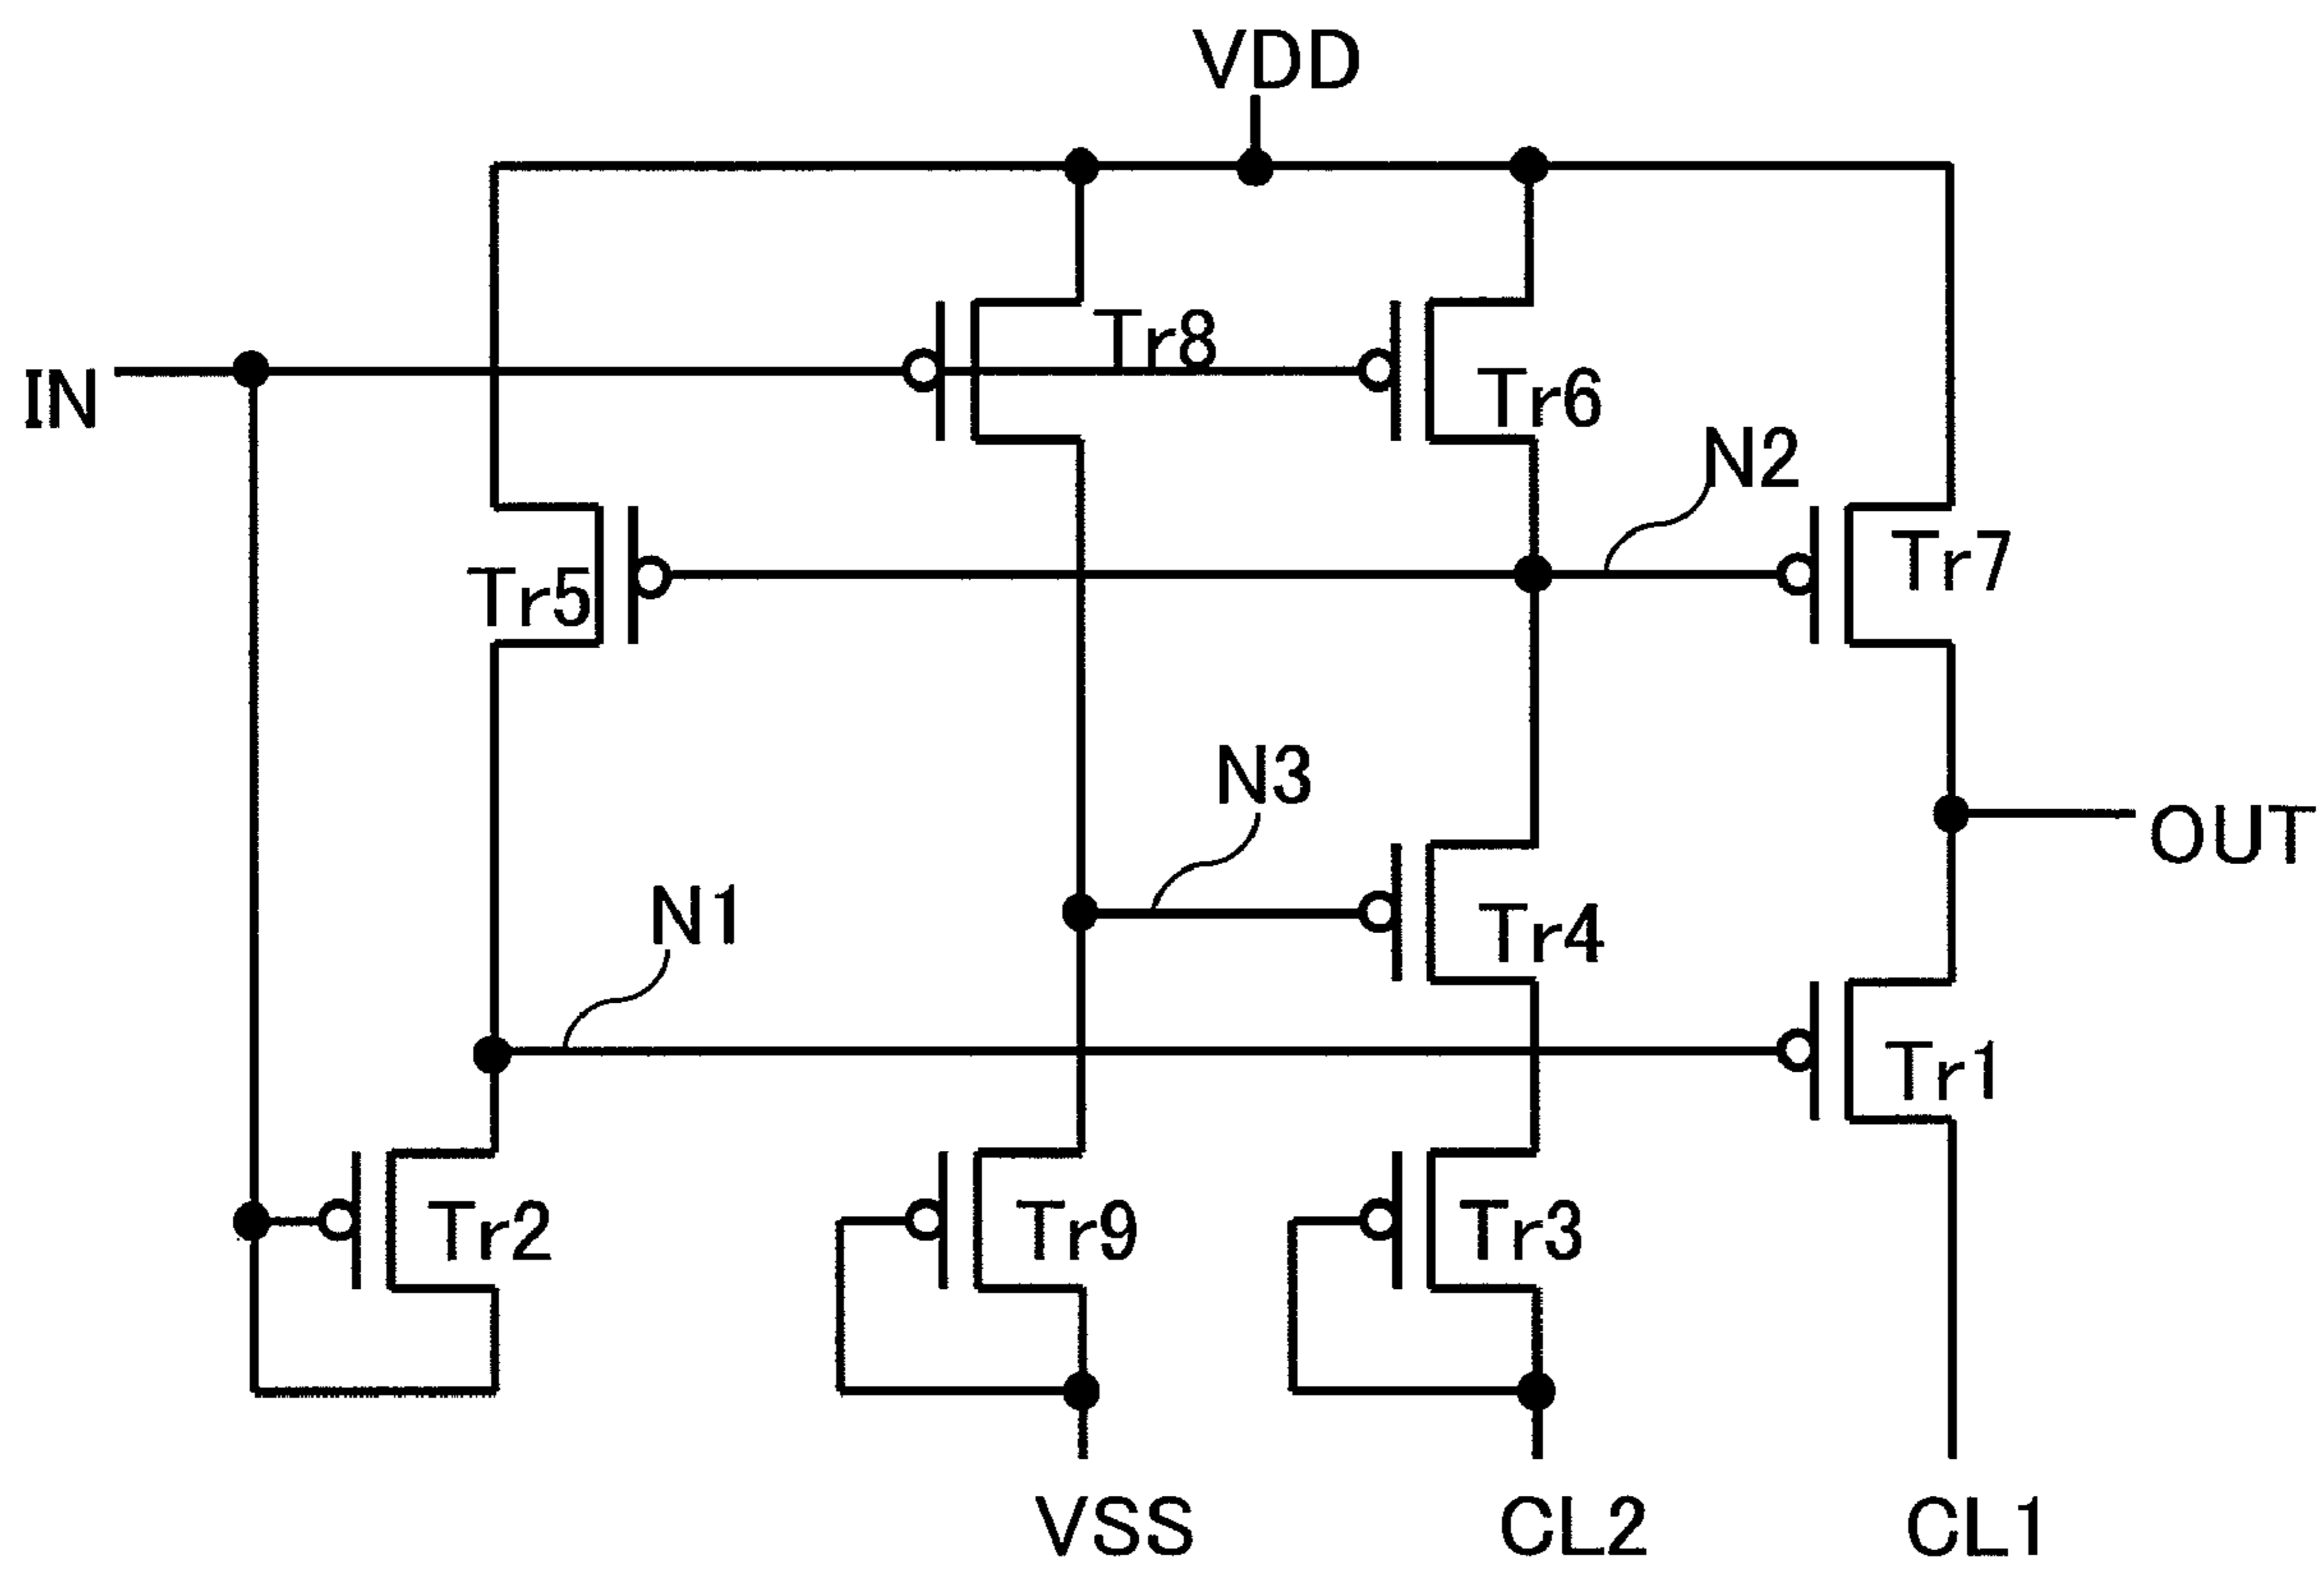 VDD
Tr8
IN
Tr6
N2
Tr7
Tr5
N3
OUT
N1
Tr4
Tr1
Tr2
Tr9
Tr3
VSS
CL2
CL1